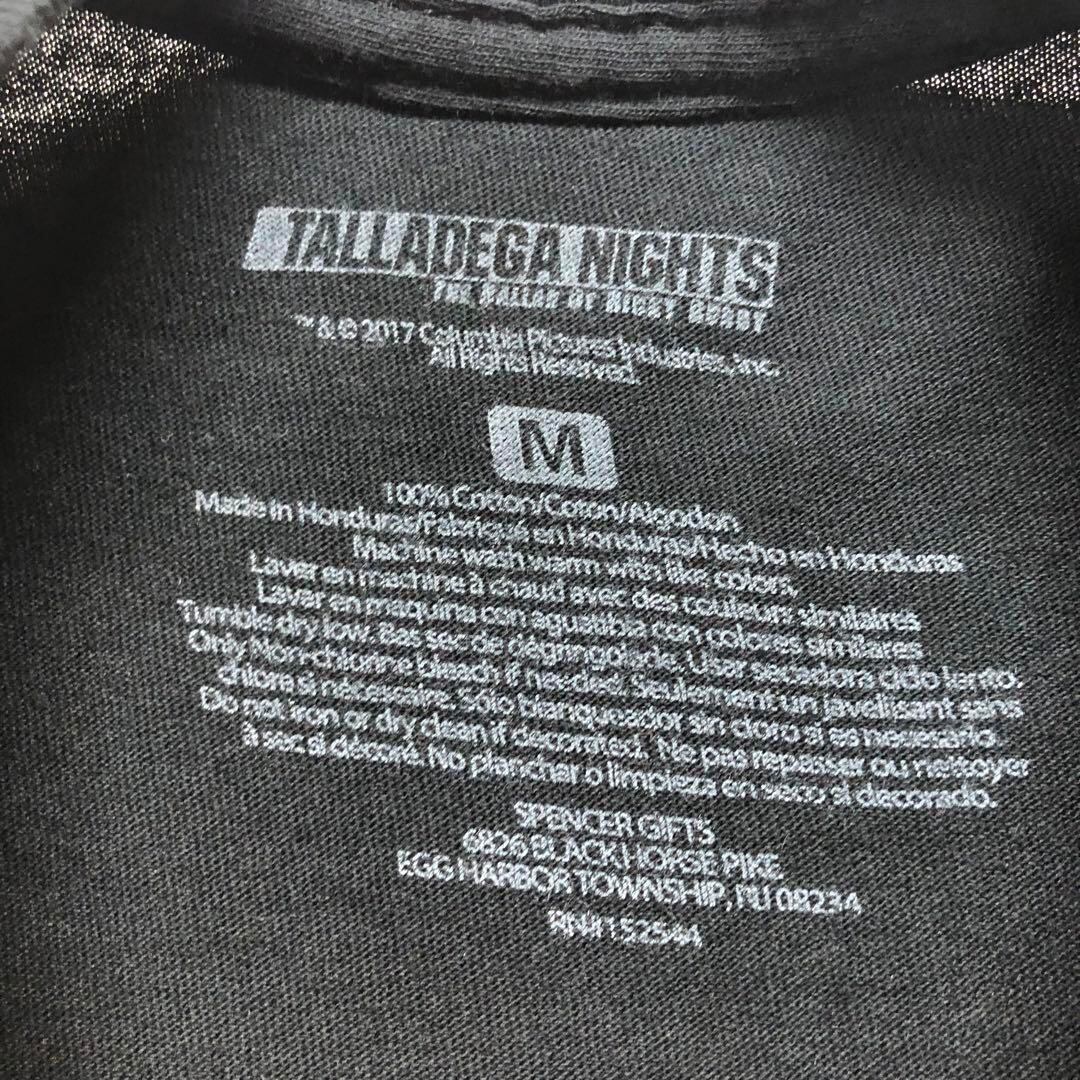 TALLADEGA NIGHTS
THE BALLAD OF RICKY BOBBY
™ & © 2017 Columbia Pictures Industries, Inc.
All Rights Reserved.
M
100% Cotton/Coton/Algodon
Made in Honduras/Fabriqué en Honduras/Hecho en Honduras
Machine wash warm with like colors.
Laver en machine à chaud avec des couleurs similaires
Lavar en maquina con agua tibia con colores similares
Tumble dry low. Bas sec de dégringolade. Usar secadora ciclo lento.
Only Non-chlorine bleach if needed. Seulement un javellisant sans
chlore si nécessaire. Sólo blanqueador sin cloro si es necesario.
Do not iron or dry clean if decorated. Ne pas repasser ou nettoyer
à sec si décoré. No planchar o limpieza en seco si decorado.
SPENCER GIFTS
6826 BLACK HORSE PIKE
EGG HARBOR TOWNSHIP, NJ 08234
RN#152544